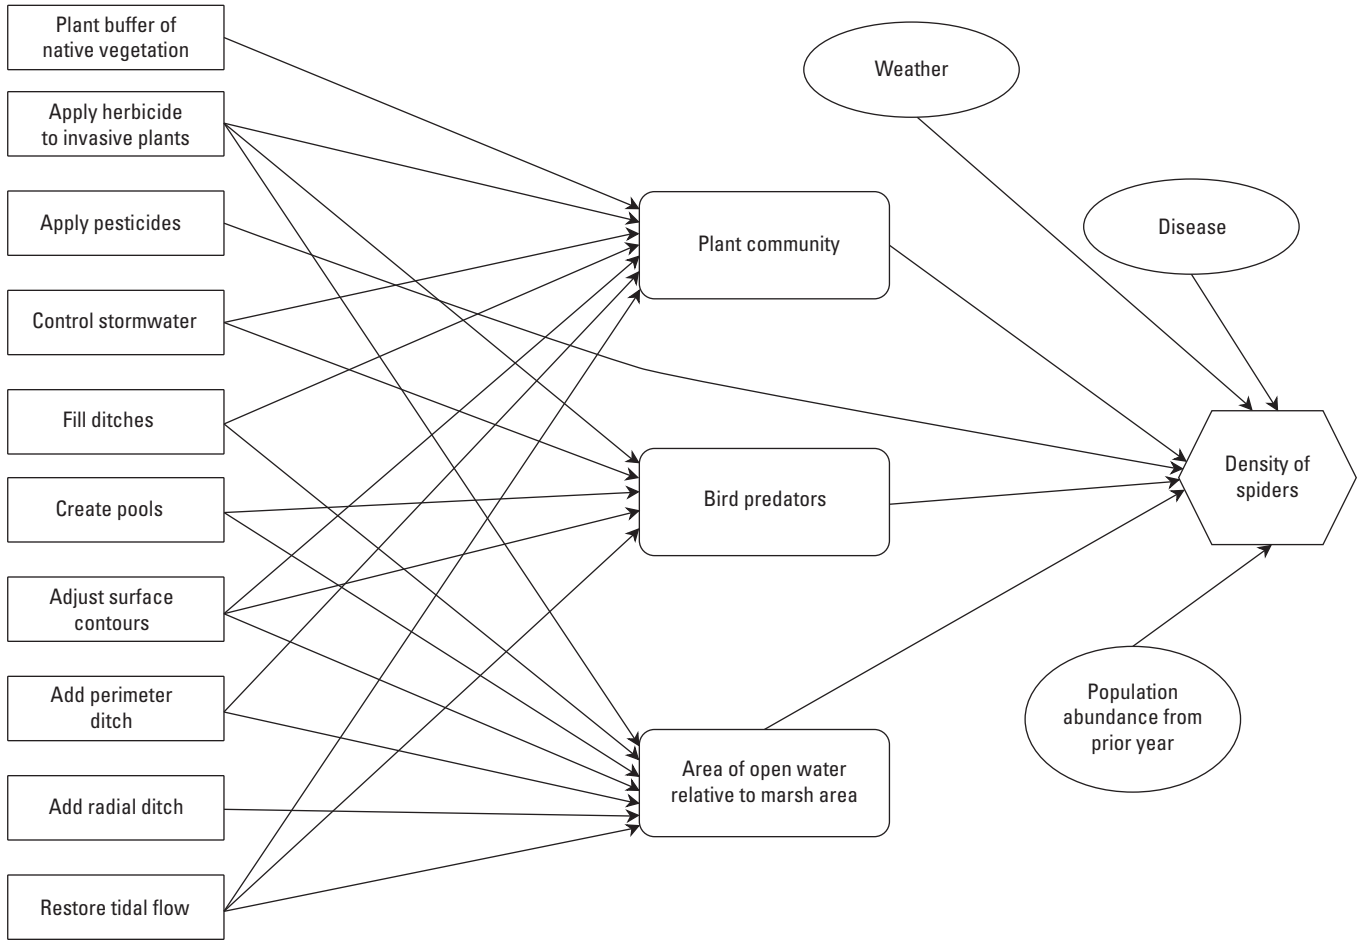 Plant buffer of
native vegetation
Apply herbicide
to invasive plants
Apply pesticides
Control stormwater
Fill ditches
Create pools
Adjust surface
contours
Add perimeter
ditch
Add radial ditch
Restore tidal flow
Plant community
Bird predators
Area of open water
relative to marsh area
Weather
Disease
Density of
spiders
Population
abundance from
prior year